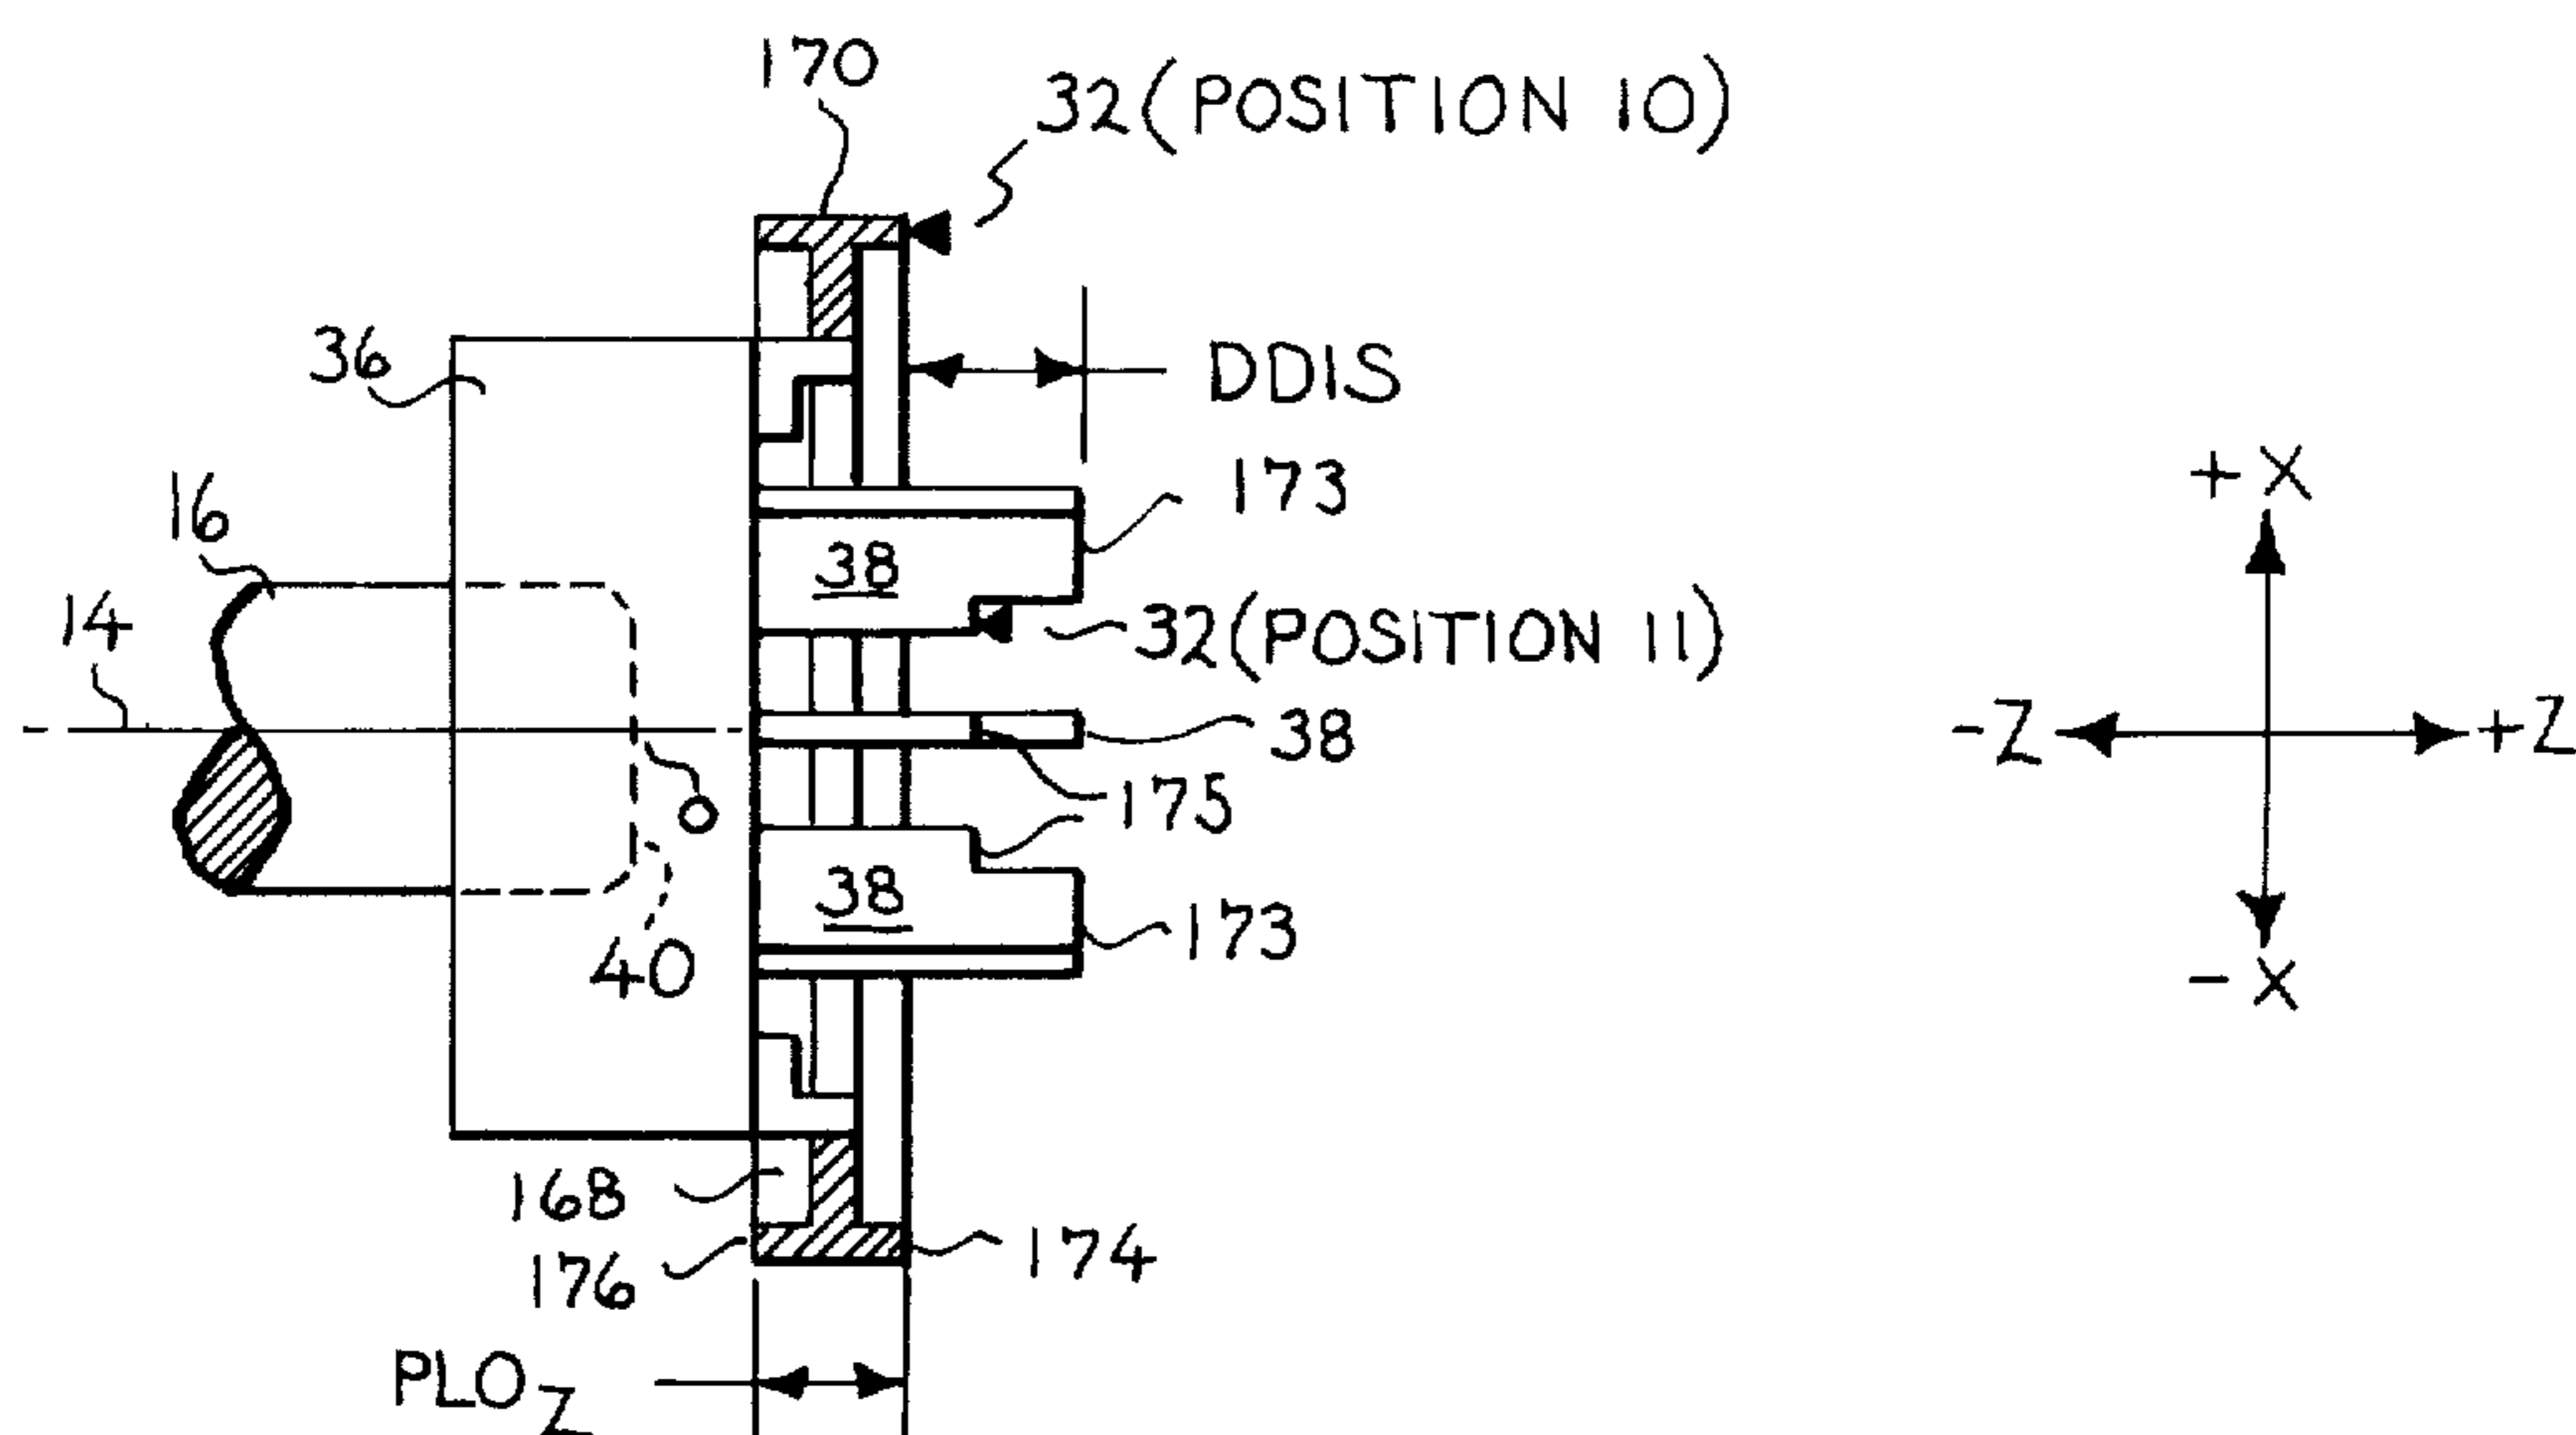 170
32 (POSITION 10)
36
DDIS
173
16
38
14
32 (POSITION 11)
38
175
38
173
40
168
176
174
PLO Z
+X
-Z
+Z
-X